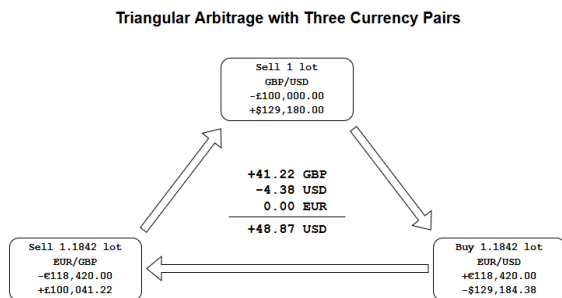 Triangular Arbitrage with Three Currency Pairs
Sell 1 lot
GBP/USD
-£100,000.00
+$129,180.00
+41.22 GBP
-4.38 USD
0.00 EUR
+48.87 USD
Sell 1.1842 lot
EUR/GBP
-€118,420.00
+£100,041.22
Buy 1.1842 lot
EUR/USD
+€118,420.00
-$129,184.38